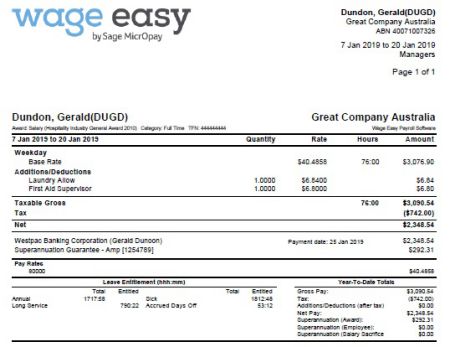 wage easy
by Sage MicrOpay
Dundon, Gerald(DUGD)
Great Company Australia
ABN 40071007326
7 Jan 2019 to 20 Jan 2019
Managers
Page 1 of 1
Dundon, Gerald(DUGD) Great Company Australia
Award: Salary (Hospitality Industry General Award 2010) Category: Full Time TFN: 444444444 Wage Easy Payroll Software
7 Jan 2019 to 20 Jan 2019 Quantity Rate Hours Amount
Weekday
Base Rate $40.4858 76:00 $3,076.90
Additions/Deductions
Laundry Allow 1.0000 $6.8400 $6.84
First Aid Supervisor 1.0000 $6.8000 $6.80
Taxable Gross 76:00 $3,090.54
Tax ($742.00)
Net $2,348.54
Westpac Banking Corporation (Gerald Dunoon) Payment date: 25 Jan 2019 $2,348.54
Superannuation Guarantee - Amp [1254789] $292.31
Pay Rates
90000 $40.4858
Leave Entitlement (hhh:mm) Year-To-Date Totals
Total Entitled Total Entitled Gross Pay: $3,090.54
Annual 1717:58 Sick 1812:48 Tax: ($742.00)
Long Service 790:22 Accrued Days Off 53:12 Additions/Deductions (after tax) $0.00
Net Pay: $2,348.54
Superannuation (Award): $292.31
Superannuation (Employee): $0.00
Superannuation (Salary Sacrifice $0.00